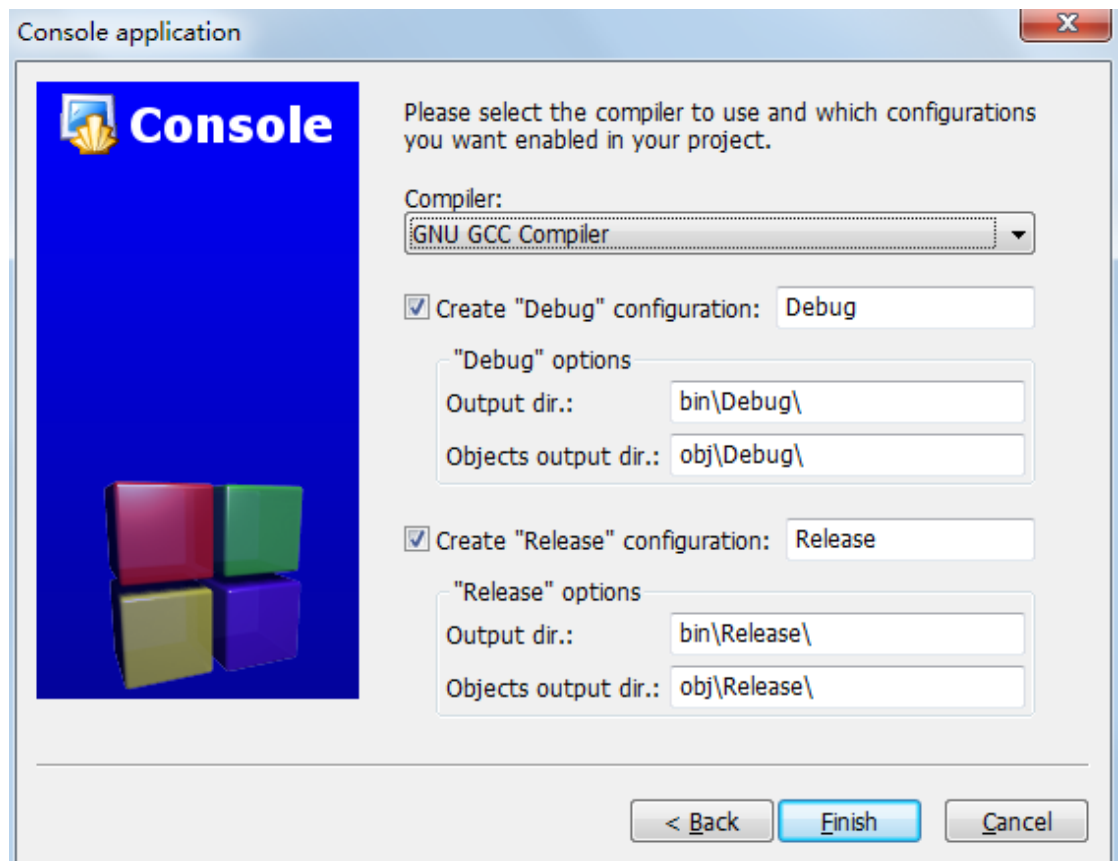 Console application
Console
Please select the compiler to use and which configurations
you want enabled in your project.
Compiler:
GNU GCC Compiler
Create "Debug" configuration: Debug
"Debug" options
Output dir.: bin\Debug\
Objects output dir.: obj\Debug\
Create "Release" configuration: Release
"Release" options
Output dir.: bin\Release\
Objects output dir.: obj\Release\
< Back Finish Cancel